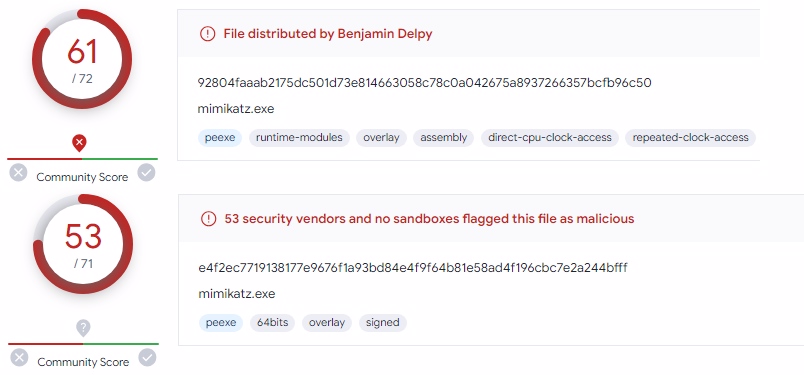 61
/ 72
Community Score
File distributed by Benjamin Delpy
92804faaab2175dc501d73e814663058c78c0a042675a8937266357bcfb96c50
mimikatz.exe
peexe runtime-modules overlay assembly direct-cpu-clock-access repeated-clock-access
53
/ 71
?
Community Score
53 security vendors and no sandboxes flagged this file as malicious
e4f2ec7719138177e9676f1a93bd84e4f9f64b81e58ad4f196cbc7e2a244bfff
mimikatz.exe
peexe 64bits overlay signed